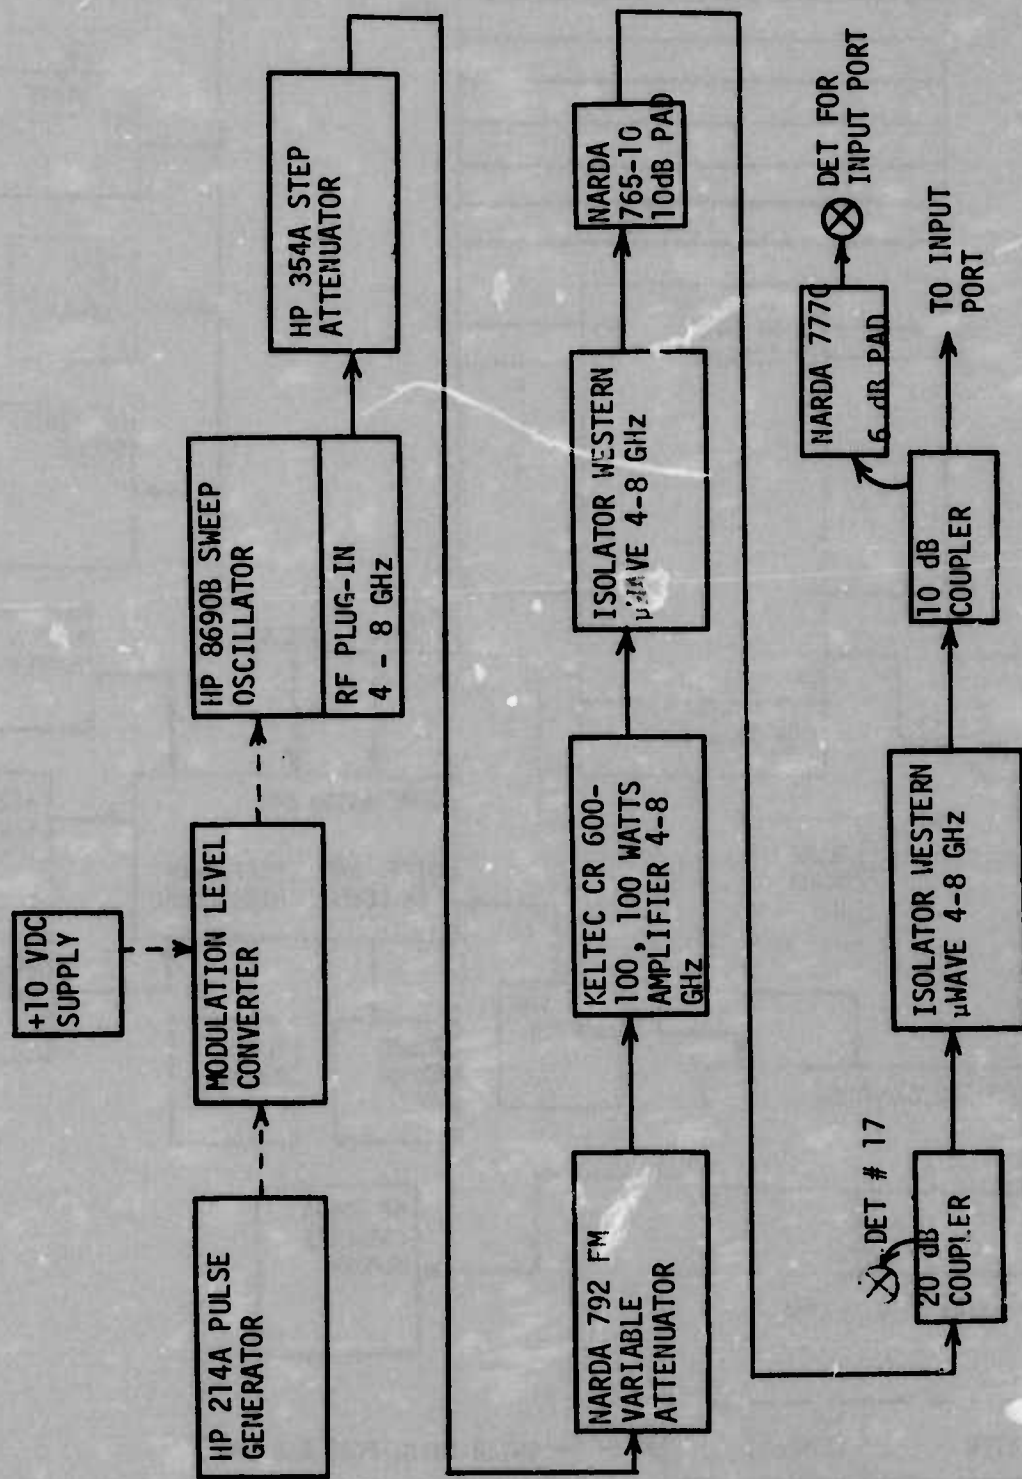 +10 VDC
SUPPLY
HP 214A PULSE
GENERATOR
MODULATION LEVEL
CONVERTER
HP 8690B SWEEP
OSCILLATOR
RF PLUG-IN
4 - 8 GHz
HP 354A STEP
ATTENUATOR
NARDA 792 FM
VARIABLE
ATTENUATOR
KELTEC CR 600-
100, 100 WATTS
AMPLIFIER 4-8
GHz
ISOLATOR WESTERN
µWAVE 4-8 GHz
NARDA
765-10
10dB PAD
DET # 17
20 dB
COUPLER
ISOLATOR WESTERN
µWAVE 4-8 GHz
10 dB
COUPLER
NARDA 777C
6 dB PAD
DET FOR
INPUT PORT
TO INPUT
PORT